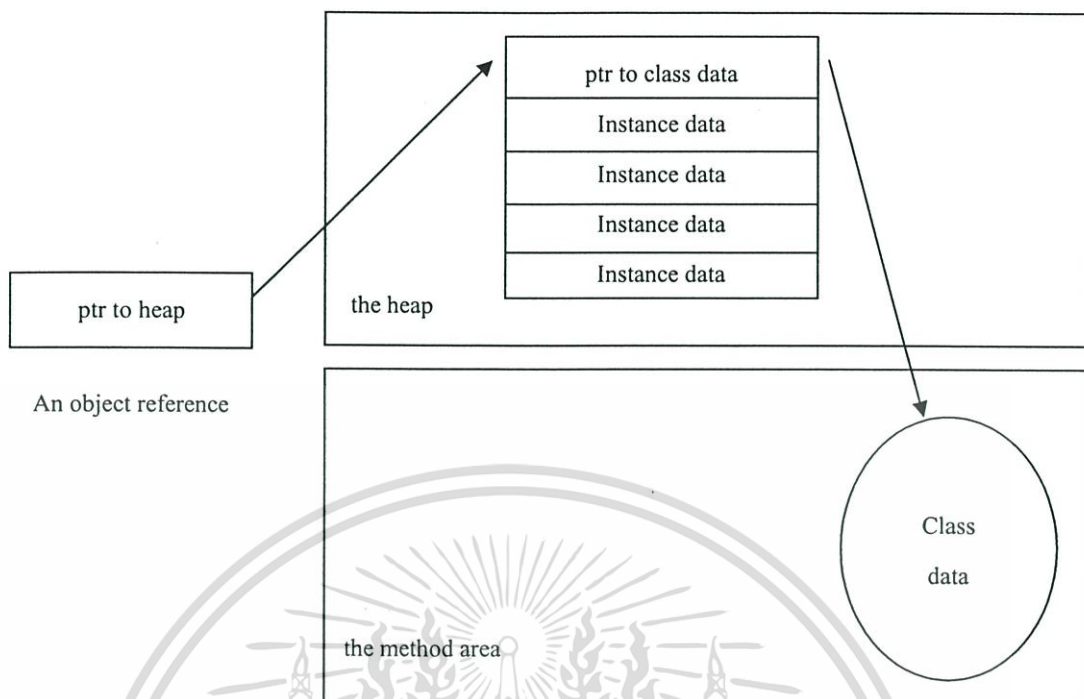 ptr to class data
Instance data
Instance data
Instance data
Instance data
the heap
ptr to heap
An object reference
Class
data
the method area